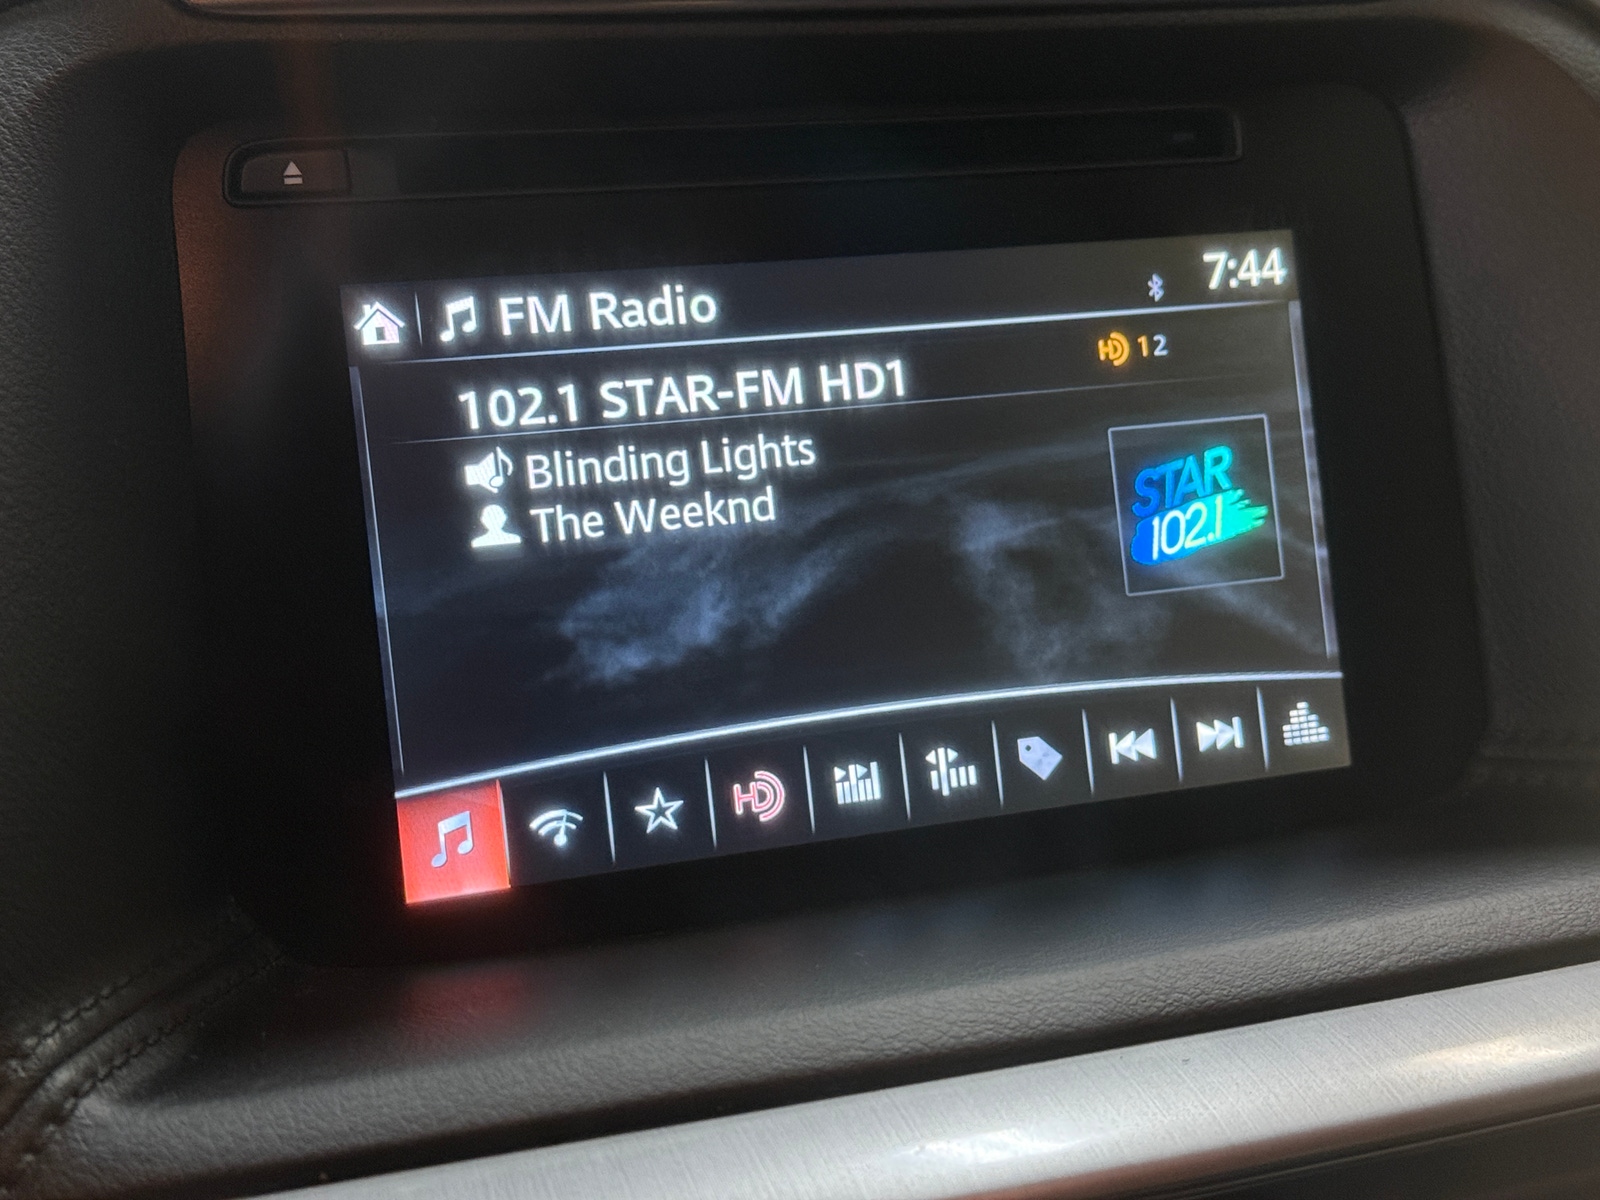 FM Radio
7:44
HD 1 2
102.1 STAR-FM HD1
Blinding Lights
The Weeknd
STAR
102.1
HD